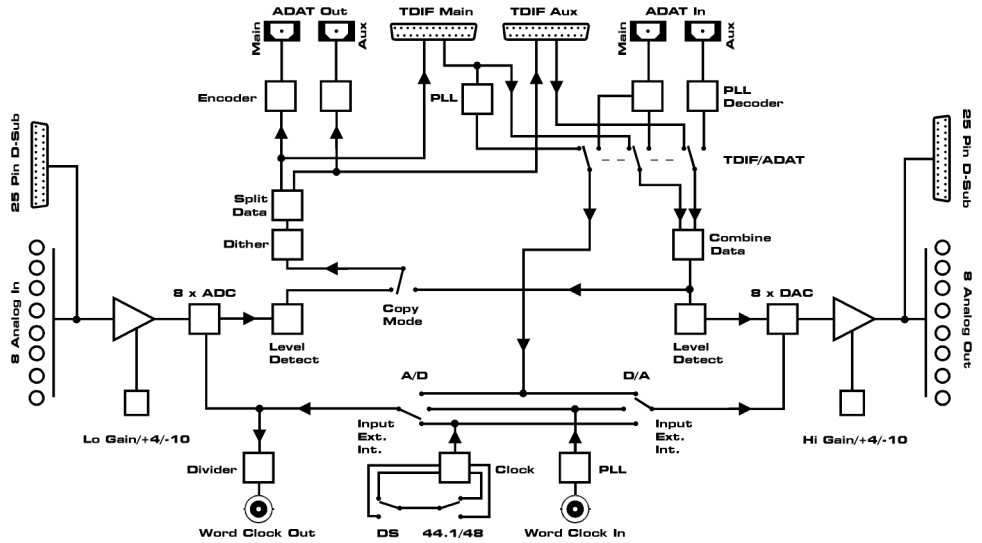 ADAT Out
TDIF Main
TDIF Aux
ADAT In
Main
Aux
Main
Aux
Encoder
PLL
PLL
Decoder
25 Pin D-Sub
25 Pin D-Sub
TDIF/ADAT
Split
Data
Dither
Combine
Data
8 Analog In
8 x ADC
Copy
Mode
8 x DAC
8 Analog Out
Level
Detect
Level
Detect
A/D
D/A
Lo Gain/+4/-10
Input
Ext.
Int.
Input
Ext.
Int.
Hi Gain/+4/-10
Divider
Clock
PLL
Word Clock Out
DS
44.1/48
Word Clock In